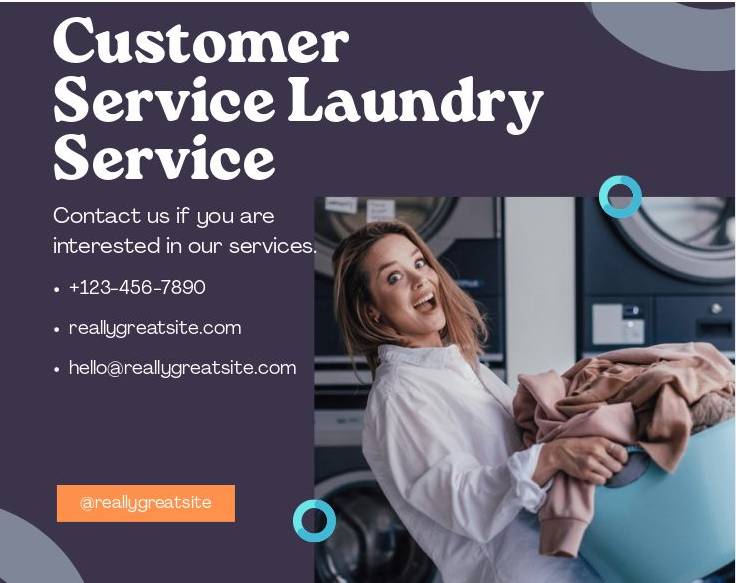 Customer
Service Laundry
Service
Contact us if you are
interested in our services.
• +123-456-7890
• reallygreatsite.com
• hello@reallygreatsite.com
@reallygreatsite